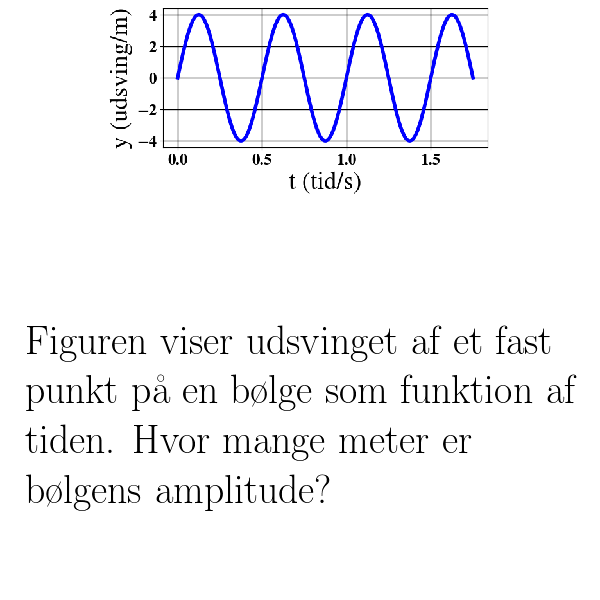 4
2
0
−2
−4
y (udsving/m)
0.0 0.5 1.0 1.5
t (tid/s)
Figuren viser udsvinget af et fast
punkt på en bølge som funktion af
tiden. Hvor mange meter er
bølgens amplitude?